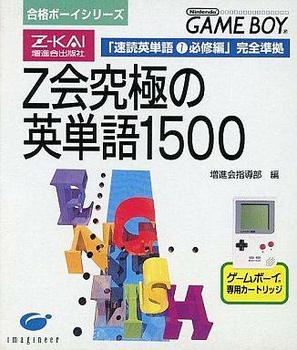 合格ボーイシリーズ
Nintendo
GAME BOY
Z-KAI
増進会出版社
「速読英単語①必修編」完全準拠
Z会究極の
英単語1500
増進会指導部 編
ENGLISH
ゲームボーイ®
専用カートリッジ
imagineer